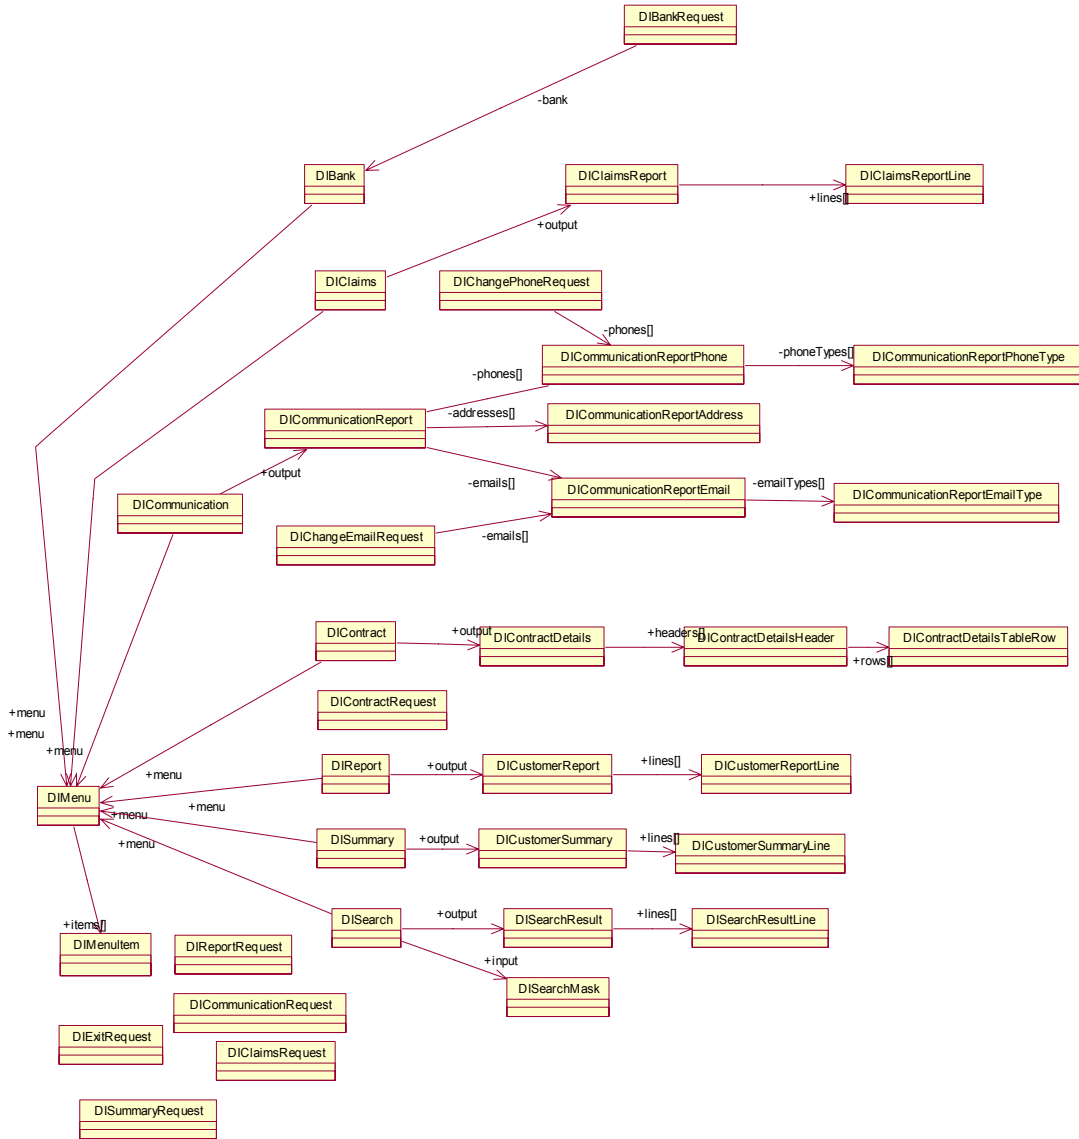 DIBankRequest
-bank
DIBank
DIClaimsReport
DIClaimsReportLine
+lines[]
+output
DIClaims
DIChangePhoneRequest
-phones[]
DICommunicationReportPhone
-phoneTypes[]
DICommunicationReportPhoneType
-phones[]
DICommunicationReport
-addresses[]
DICommunicationReportAddress
+output
-emails[]
DICommunicationReportEmail
-emailTypes[]
DICommunicationReportEmailType
DICommunication
DIChangeEmailRequest
-emails[]
DIContract
+output
DIContractDetails
+headers[]
DIContractDetailsHeader
+rows[]
DIContractDetailsTableRow
DIContractRequest
+menu
+menu
+menu
+menu
DIReport
+output
DICustomerReport
+lines[]
DICustomerReportLine
DIMenu
+menu
+menu
+menu
DISummary
+output
DICustomerSummary
+lines[]
DICustomerSummaryLine
DISearch
+output
DISearchResult
+lines[]
DISearchResultLine
+items[]
DIMenuItem
DIReportRequest
+input
DISearchMask
DICommunicationRequest
DIExitRequest
DIClaimsRequest
DISummaryRequest